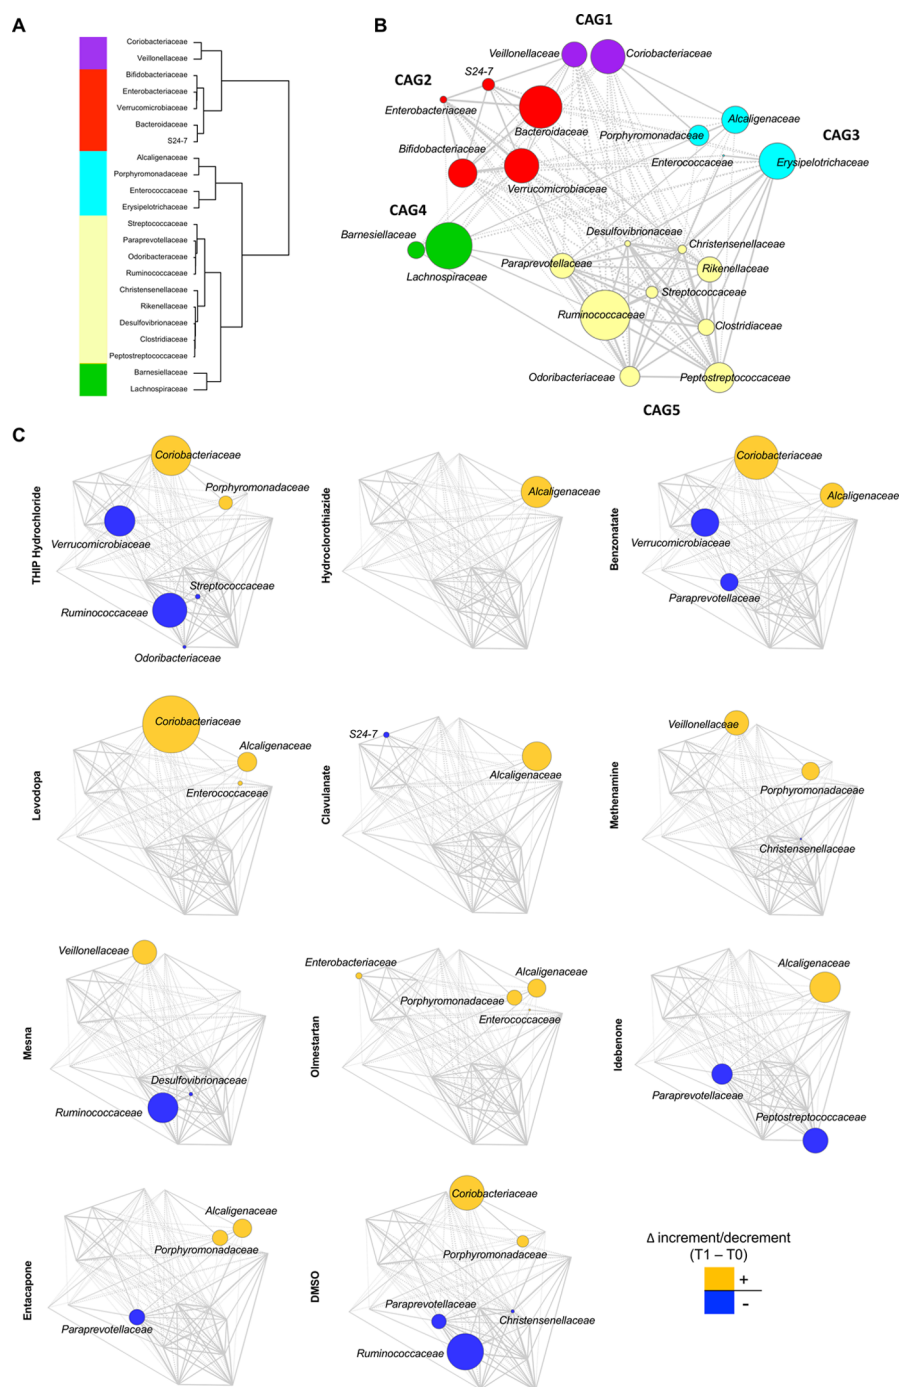 A
Coriobacteriaceae
Veillonellaceae
Bifidobacteriaceae
Enterobacteriaceae
Verrucomicrobiaceae
Bacteroidaceae
S24-7
Alcaligenaceae
Porphyromonadaceae
Enterococcaceae
Erysipelotrichaceae
Streptococcaceae
Paraprevotellaceae
Odoribacteriaceae
Ruminococcaceae
Christensenellaceae
Rikenellaceae
Desulfovibrionaceae
Clostridiaceae
Peptostreptococcaceae
Barnesiellaceae
Lachnospiraceae
B
CAG1
Veillonellaceae
Coriobacteriaceae
CAG2
S24-7
Enterobacteriaceae
Bacteroidaceae
Alcaligenaceae
Porphyromonadaceae
CAG3
Bifidobacteriaceae
Enterococcaceae
Erysipelotrichaceae
Verrucomicrobiaceae
CAG4
Barnesiellaceae
Lachnospiraceae
Desulfovibrionaceae
Christensenellaceae
Paraprevotellaceae
Rikenellaceae
Streptococcaceae
Ruminococcaceae
Clostridiaceae
Odoribacteriaceae
Peptostreptococcaceae
CAG5
C
THIP Hydrochloride
Coriobacteriaceae
Porphyromonadaceae
Verrucomicrobiaceae
Streptococcaceae
Ruminococcaceae
Odoribacteriaceae
Hydroclorothiazide
Alcaligenaceae
Benzonatate
Coriobacteriaceae
Alcaligenaceae
Verrucomicrobiaceae
Paraprevotellaceae
Levodopa
Coriobacteriaceae
Alcaligenaceae
Enterococcaceae
Clavulanate
S24-7
Alcaligenaceae
Methenamine
Veillonellaceae
Porphyromonadaceae
Christensenellaceae
Mesna
Veillonellaceae
Desulfovibrionaceae
Ruminococcaceae
Olmestartan
Enterobacteriaceae
Alcaligenaceae
Porphyromonadaceae
Enterococcaceae
Idebenone
Alcaligenaceae
Paraprevotellaceae
Peptostreptococcaceae
Entacapone
Alcaligenaceae
Porphyromonadaceae
Paraprevotellaceae
DMSO
Coriobacteriaceae
Porphyromonadaceae
Paraprevotellaceae
Christensenellaceae
Ruminococcaceae
Δ increment/decrement
(T1 – T0)
+
-